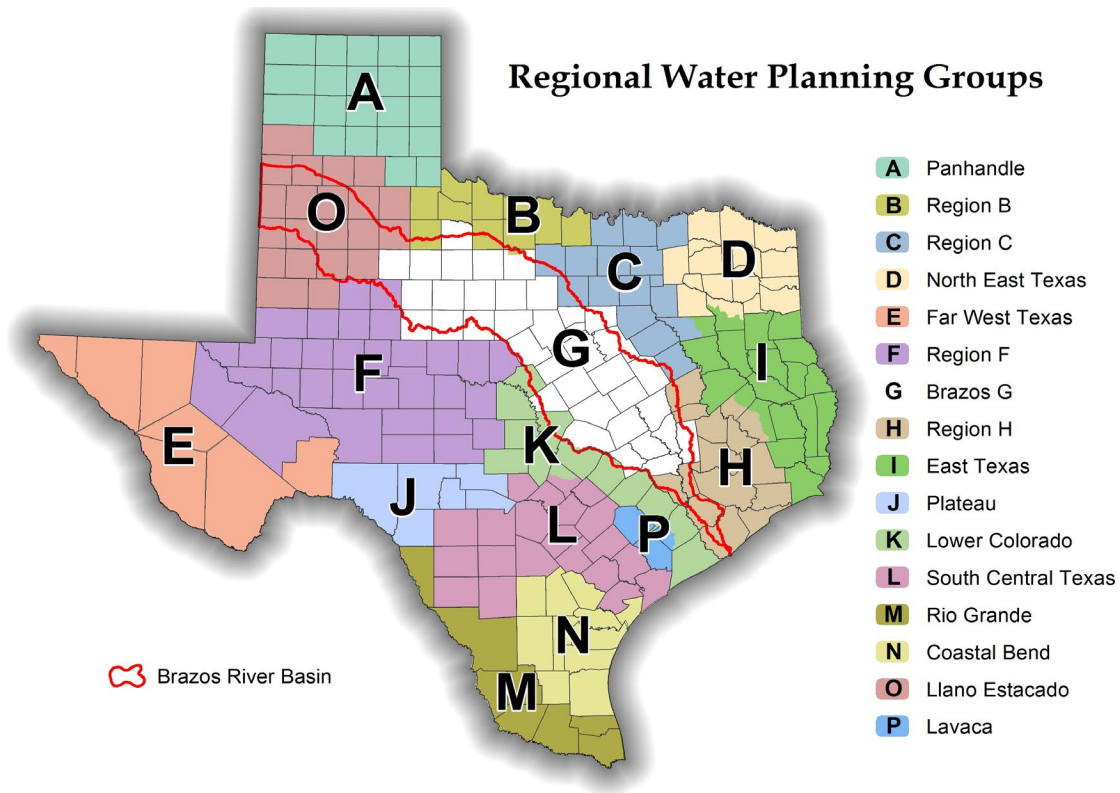 Regional Water Planning Groups
A
O
B
C
D
G
I
F
E
K
H
J
L
P
N
M
Brazos River Basin
A Panhandle
B Region B
C Region C
D North East Texas
E Far West Texas
F Region F
G Brazos G
H Region H
I East Texas
J Plateau
K Lower Colorado
L South Central Texas
M Rio Grande
N Coastal Bend
O Llano Estacado
P Lavaca